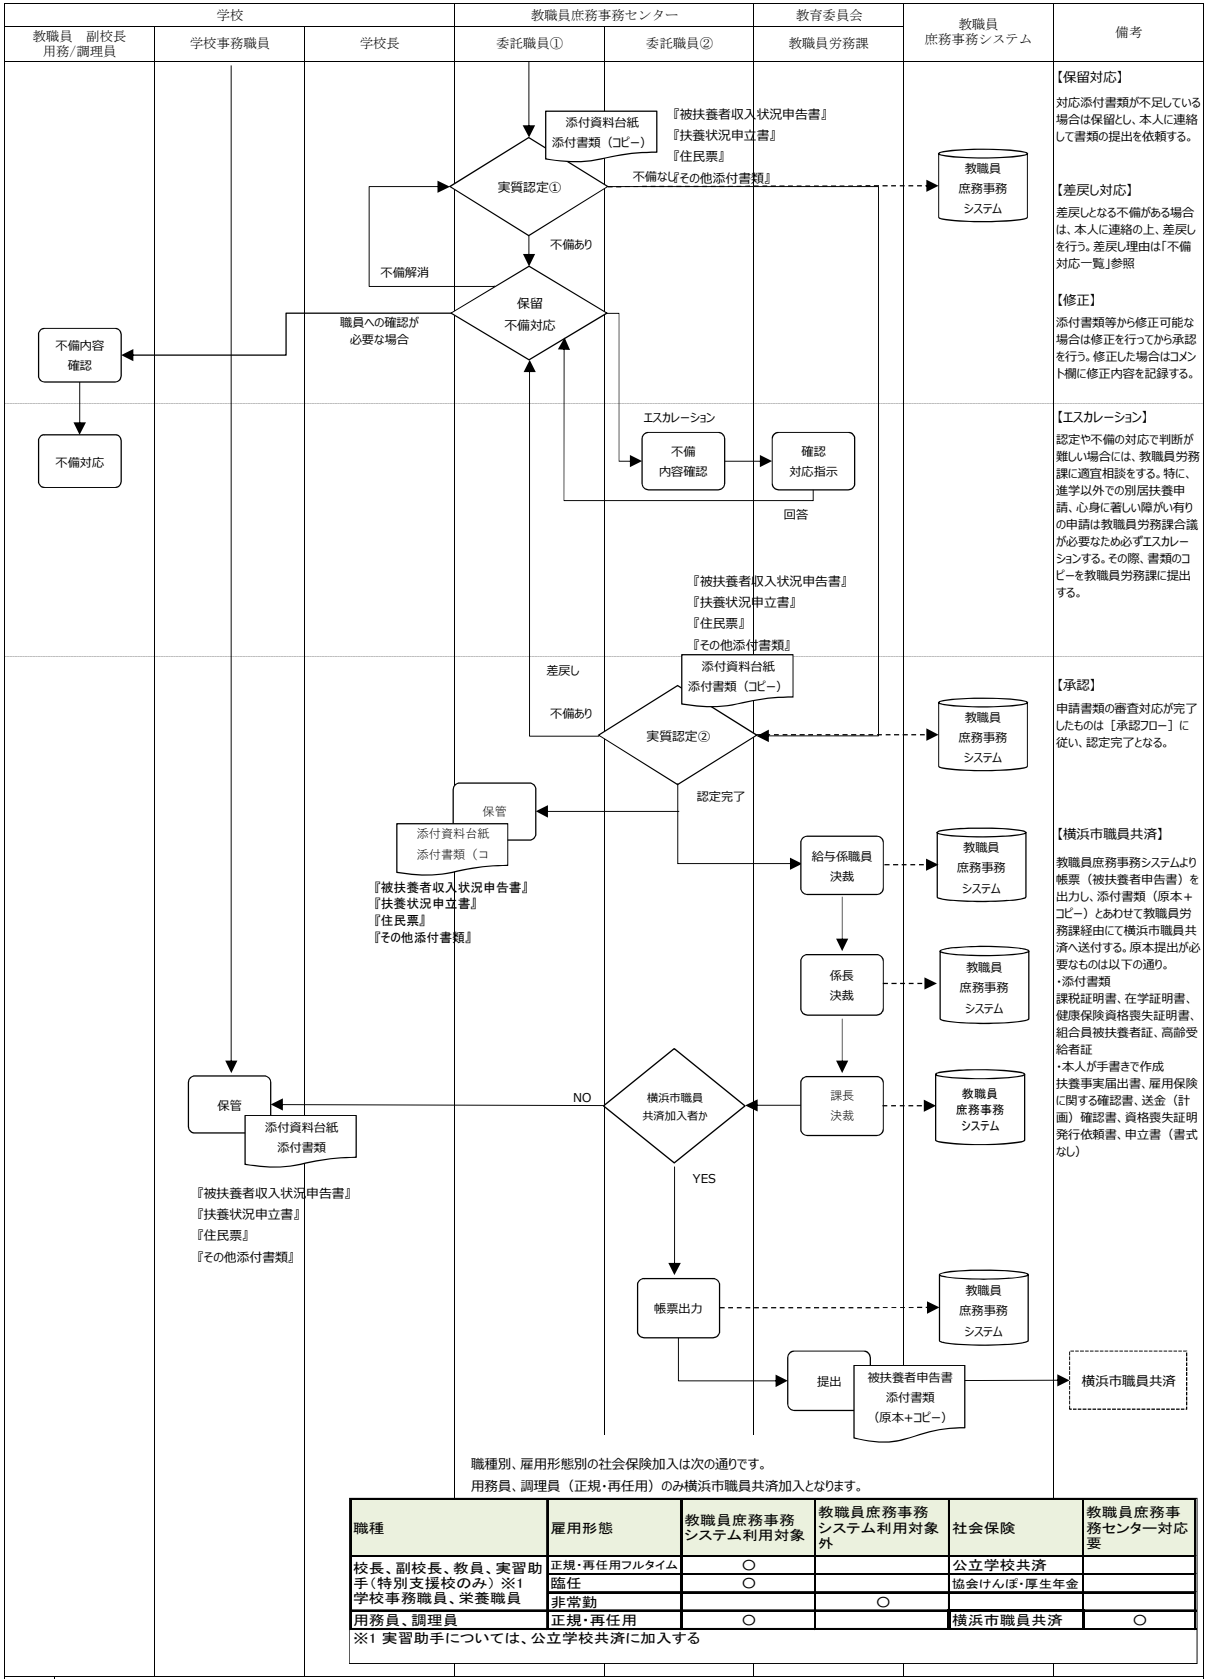 学校
教職員庶務事務センター
教育委員会
教職員
庶務事務システム
備考
教職員　副校長
用務/調理員
学校事務職員
学校長
委託職員①
委託職員②
教職員労務課
添付資料台紙
添付書類（コピー）
『被扶養者収入状況申告書』
『扶養状況申立書』
『住民票』
『その他添付書類』
不備なし
実質認定①
教職員
庶務事務
システム
不備あり
不備解消
保留
不備対応
職員への確認が
必要な場合
不備内容
確認
不備対応
エスカレーション
不備
内容確認
確認
対応指示
回答
『被扶養者収入状況申告書』
『扶養状況申立書』
『住民票』
『その他添付書類』
添付資料台紙
添付書類（コピー）
差戻し
不備あり
実質認定②
教職員
庶務事務
システム
認定完了
保管
添付資料台紙
添付書類（コ
『被扶養者収入状況申告書』
『扶養状況申立書』
『住民票』
『その他添付書類』
給与係職員
決裁
教職員
庶務事務
システム
係長
決裁
教職員
庶務事務
システム
課長
決裁
教職員
庶務事務
システム
横浜市職員
共済加入者か
NO
YES
保管
添付資料台紙
添付書類
『被扶養者収入状況申告書』
『扶養状況申立書』
『住民票』
『その他添付書類』
帳票出力
教職員
庶務事務
システム
提出
被扶養者申告書
添付書類
（原本+コピー）
横浜市職員共済
【保留対応】
対応添付書類が不足している
場合は保留とし、本人に連絡
して書類の提出を依頼する。
【差戻し対応】
差戻しとなる不備がある場合
は、本人に連絡の上、差戻し
を行う。差戻し理由は「不備
対応一覧」参照
【修正】
添付書類等から修正可能な
場合は修正を行ってから承認
を行う。修正した場合はコメン
ト欄に修正内容を記録する。
【エスカレーション】
認定や不備の対応で判断が
難しい場合には、教職員労務
課に適宜相談をする。特に、
進学以外での別居扶養申
請、心身に著しい障がい有り
の申請は教職員労務課合議
が必要なため必ずエスカレー
ションする。その際、書類のコ
ピーを教職員労務課に提出
する。
【承認】
申請書類の審査対応が完了
したものは［承認フロー］に
従い、認定完了となる。
【横浜市職員共済】
教職員庶務事務システムより
帳票（被扶養者申告書）を
出力し、添付書類（原本＋
コピー）とあわせて教職員労
務課経由にて横浜市職員共
済へ送付する。原本提出が必
要なものは以下の通り。
・添付書類
課税証明書、在学証明書、
健康保険資格喪失証明書、
組合員被扶養者証、高齢受
給者証
・本人が手書きで作成
扶養事実届出書、雇用保険
に関する確認書、送金（計
画）確認書、資格喪失証明
発行依頼書、申立書（書式
なし）
職種別、雇用形態別の社会保険加入は次の通りです。
用務員、調理員（正規・再任用）のみ横浜市職員共済加入となります。
職種
雇用形態
教職員庶務事務
システム利用対象
教職員庶務事務
システム利用対象
外
社会保険
教職員庶務事
務センター対応
要
校長、副校長、教員、実習助
手（特別支援校のみ）※1
学校事務職員、栄養職員
正規・再任用フルタイム　○　公立学校共済
臨任　○　協会けんぽ・厚生年金
非常勤　○
用務員、調理員　正規・再任用　○　横浜市職員共済　○
※1 実習助手については、公立学校共済に加入する